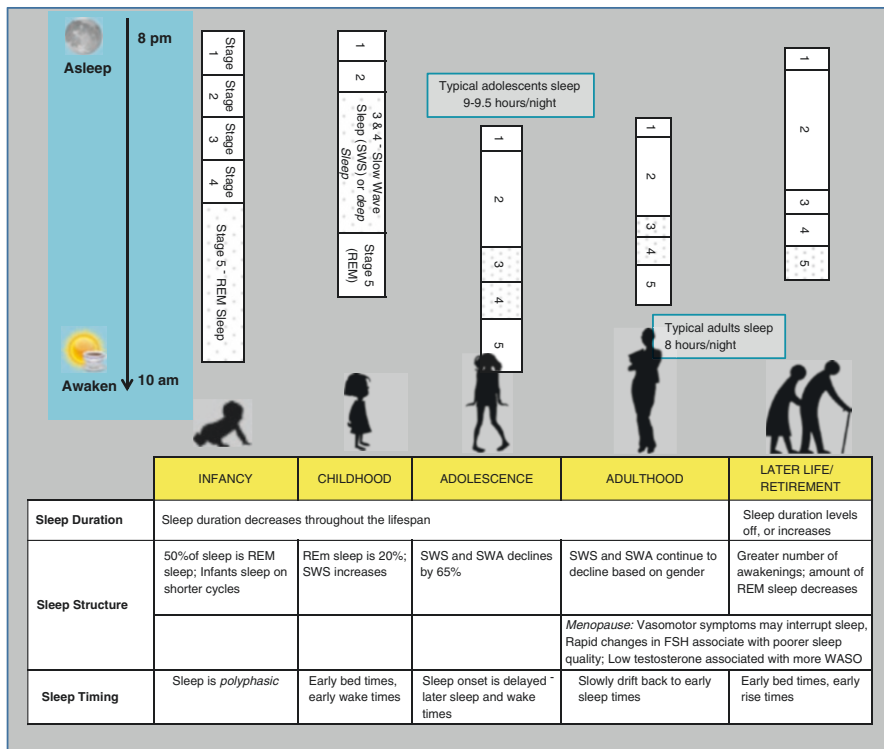 8 pm
Asleep
Awaken
10 am
Stage
1
Stage
2
Stage
3
Stage
4
Stage 5 - REM Sleep
1
2
3 & 4 - Slow Wave
Sleep (SWS) or deep
Sleep
Stage 5
(REM)
Typical adolescents sleep
9-9.5 hours/night
1
2
3
4
5
1
2
3
4
5
Typical adults sleep
8 hours/night
1
2
3
4
5
INFANCY
CHILDHOOD
ADOLESCENCE
ADULTHOOD
LATER LIFE/
RETIREMENT
Sleep Duration
Sleep duration decreases throughout the lifespan
Sleep duration levels
off, or increases
Sleep Structure
50%of sleep is REM
sleep; Infants sleep on
shorter cycles
REm sleep is 20%;
SWS increases
SWS and SWA declines
by 65%
SWS and SWA continue to
decline based on gender
Greater number of
awakenings; amount of
REM sleep decreases
Menopause: Vasomotor symptoms may interrupt sleep,
Rapid changes in FSH associate with poorer sleep
quality; Low testosterone associated with more WASO
Sleep Timing
Sleep is polyphasic
Early bed times,
early wake times
Sleep onset is delayed -
later sleep and wake
times
Slowly drift back to early
sleep times
Early bed times, early
rise times